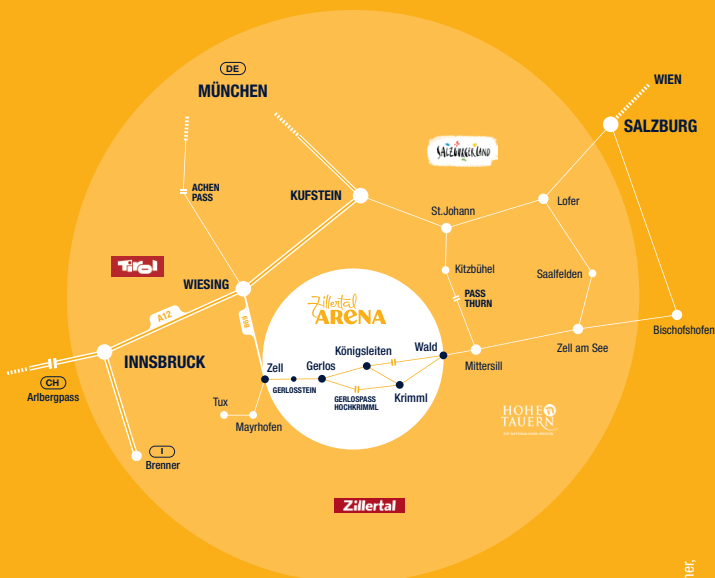 DE
MÜNCHEN
WIEN
SALZBURG
SALZBURGERLAND
ACHEN
PASS
KUFSTEIN
St.Johann
Lofer
Tirol
Kitzbühel
Saalfelden
WIESING
PASS
THURN
Zillertal
ARENA
A12
B98
Bischofshofen
Königsleiten
Wald
Zell am See
INNSBRUCK
Mittersill
Zell
Gerlos
CH
Arlbergpass
GERLOSSTEIN
GERLOSPASS
HOCHKRIMML
Krimml
Tux
Mayrhofen
HOHE
TAUERN
I
Brenner
Zillertal